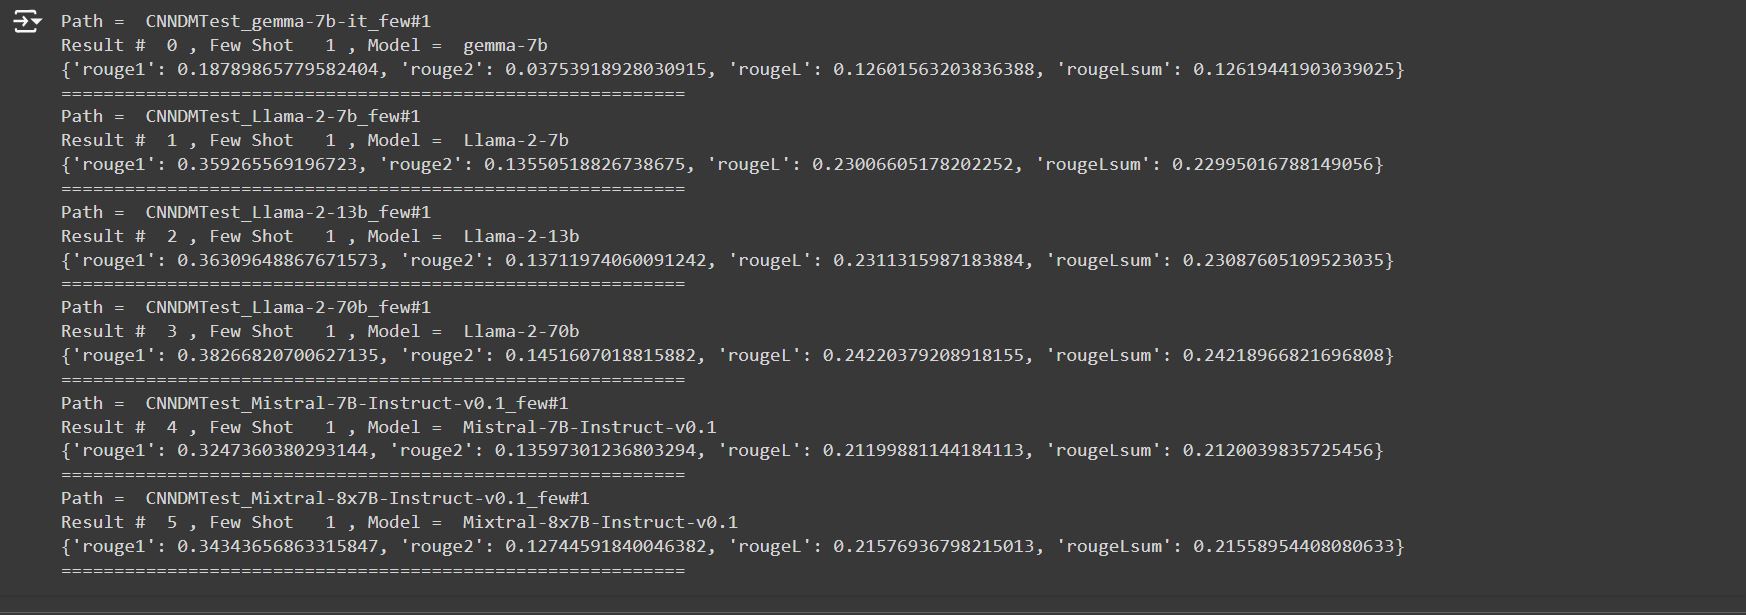 Path =  CNNDMTest_gemma-7b-it_few#1
Result #  0 , Few Shot   1 , Model =  gemma-7b
{'rouge1': 0.18789865779582404, 'rouge2': 0.03753918928030915, 'rougeL': 0.12601563203836388, 'rougeLsum': 0.12619441903039025}
===========================================================
Path =  CNNDMTest_Llama-2-7b_few#1
Result #  1 , Few Shot   1 , Model =  Llama-2-7b
{'rouge1': 0.359265569196723, 'rouge2': 0.13550518826738675, 'rougeL': 0.23006605178202252, 'rougeLsum': 0.22995016788149056}
===========================================================
Path =  CNNDMTest_Llama-2-13b_few#1
Result #  2 , Few Shot   1 , Model =  Llama-2-13b
{'rouge1': 0.36309648867671573, 'rouge2': 0.13711974060091242, 'rougeL': 0.2311315987183884, 'rougeLsum': 0.23087605109523035}
===========================================================
Path =  CNNDMTest_Llama-2-70b_few#1
Result #  3 , Few Shot   1 , Model =  Llama-2-70b
{'rouge1': 0.38266820700627135, 'rouge2': 0.1451607018815882, 'rougeL': 0.24220379208918155, 'rougeLsum': 0.24218966821696808}
===========================================================
Path =  CNNDMTest_Mistral-7B-Instruct-v0.1_few#1
Result #  4 , Few Shot   1 , Model =  Mistral-7B-Instruct-v0.1
{'rouge1': 0.3247360380293144, 'rouge2': 0.13597301236803294, 'rougeL': 0.21199881144184113, 'rougeLsum': 0.2120039835725456}
===========================================================
Path =  CNNDMTest_Mixtral-8x7B-Instruct-v0.1_few#1
Result #  5 , Few Shot   1 , Model =  Mixtral-8x7B-Instruct-v0.1
{'rouge1': 0.34343656863315847, 'rouge2': 0.12744591840046382, 'rougeL': 0.21576936798215013, 'rougeLsum': 0.21558954408080633}
===========================================================